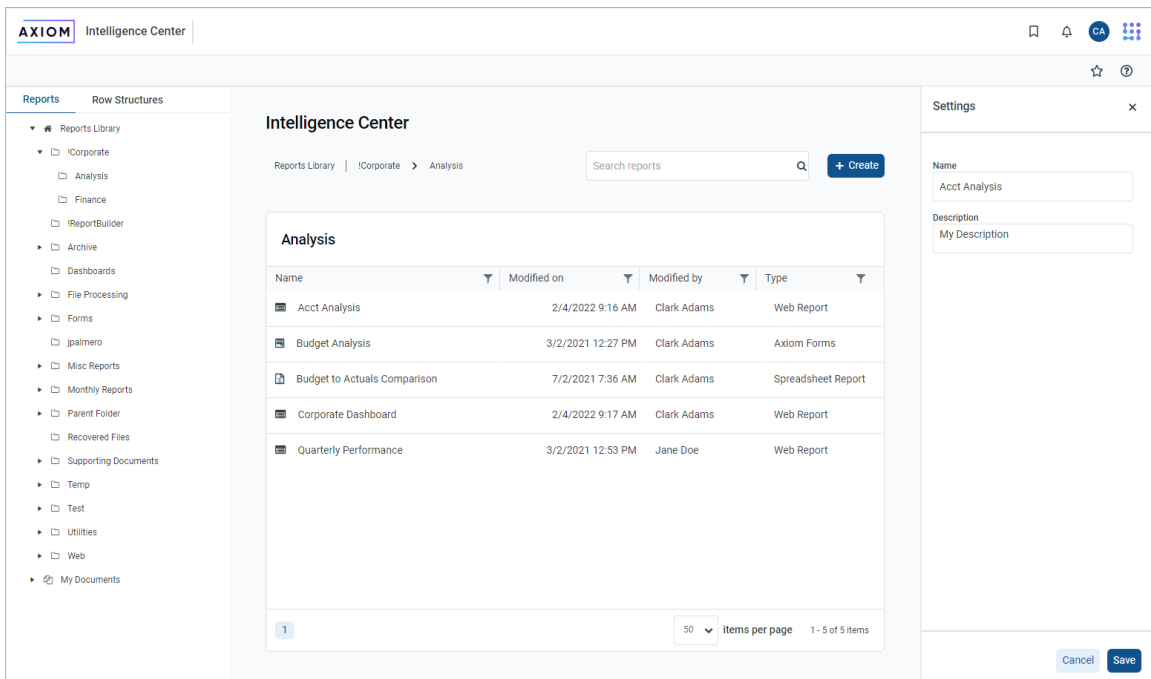 AXIOM Intelligence Center
CA
Reports Row Structures
Reports Library
!Corporate
Analysis
Finance
!ReportBuilder
Archive
Dashboards
File Processing
Forms
jpalmero
Misc Reports
Monthly Reports
Parent Folder
Recovered Files
Supporting Documents
Temp
Test
Utilities
Web
My Documents
Intelligence Center
Reports Library | !Corporate > Analysis
Search reports
+ Create
Analysis
Name Modified on Modified by Type
Acct Analysis 2/4/2022 9:16 AM Clark Adams Web Report
Budget Analysis 3/2/2021 12:27 PM Clark Adams Axiom Forms
Budget to Actuals Comparison 7/2/2021 7:36 AM Clark Adams Spreadsheet Report
Corporate Dashboard 2/4/2022 9:17 AM Clark Adams Web Report
Quarterly Performance 3/2/2021 12:53 PM Jane Doe Web Report
1 50 items per page 1 - 5 of 5 items
Settings
Name
Acct Analysis
Description
My Description
Cancel Save